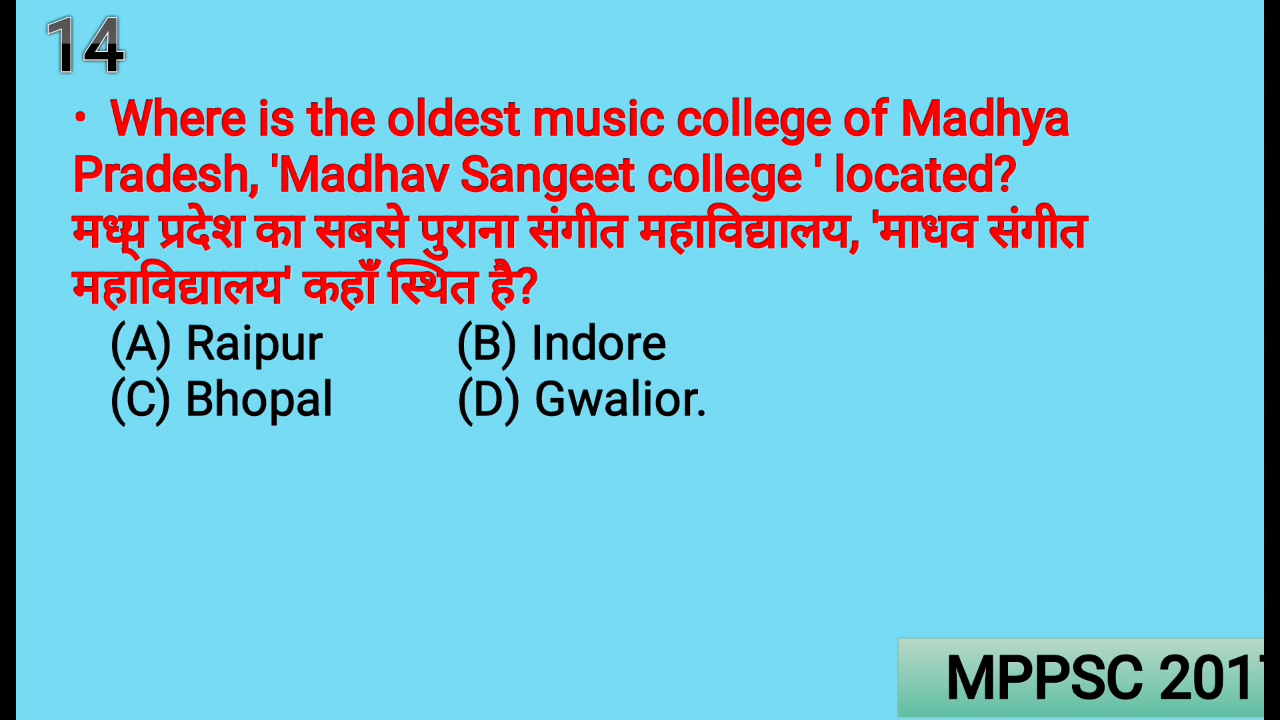 14
• Where is the oldest music college of Madhya
Pradesh, 'Madhav Sangeet college ' located?
मध्य् प्रदेश का सबसे पुराना संगीत महाविद्यालय, 'माधव संगीत
महाविद्यालय' कहाँ स्थित है?
(A) Raipur (B) Indore
(C) Bhopal (D) Gwalior.
MPPSC 2017